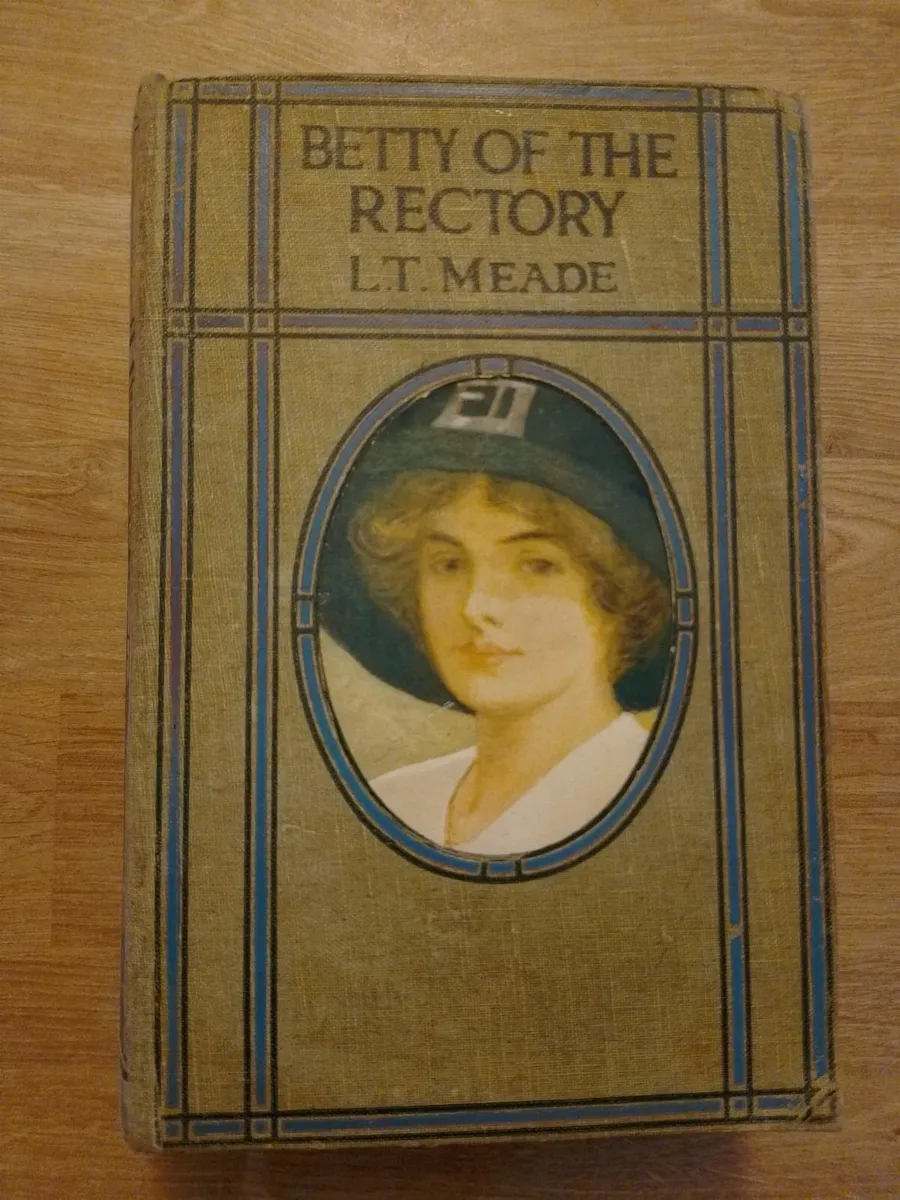 BETTY OF THE
RECTORY
L.T. MEADE